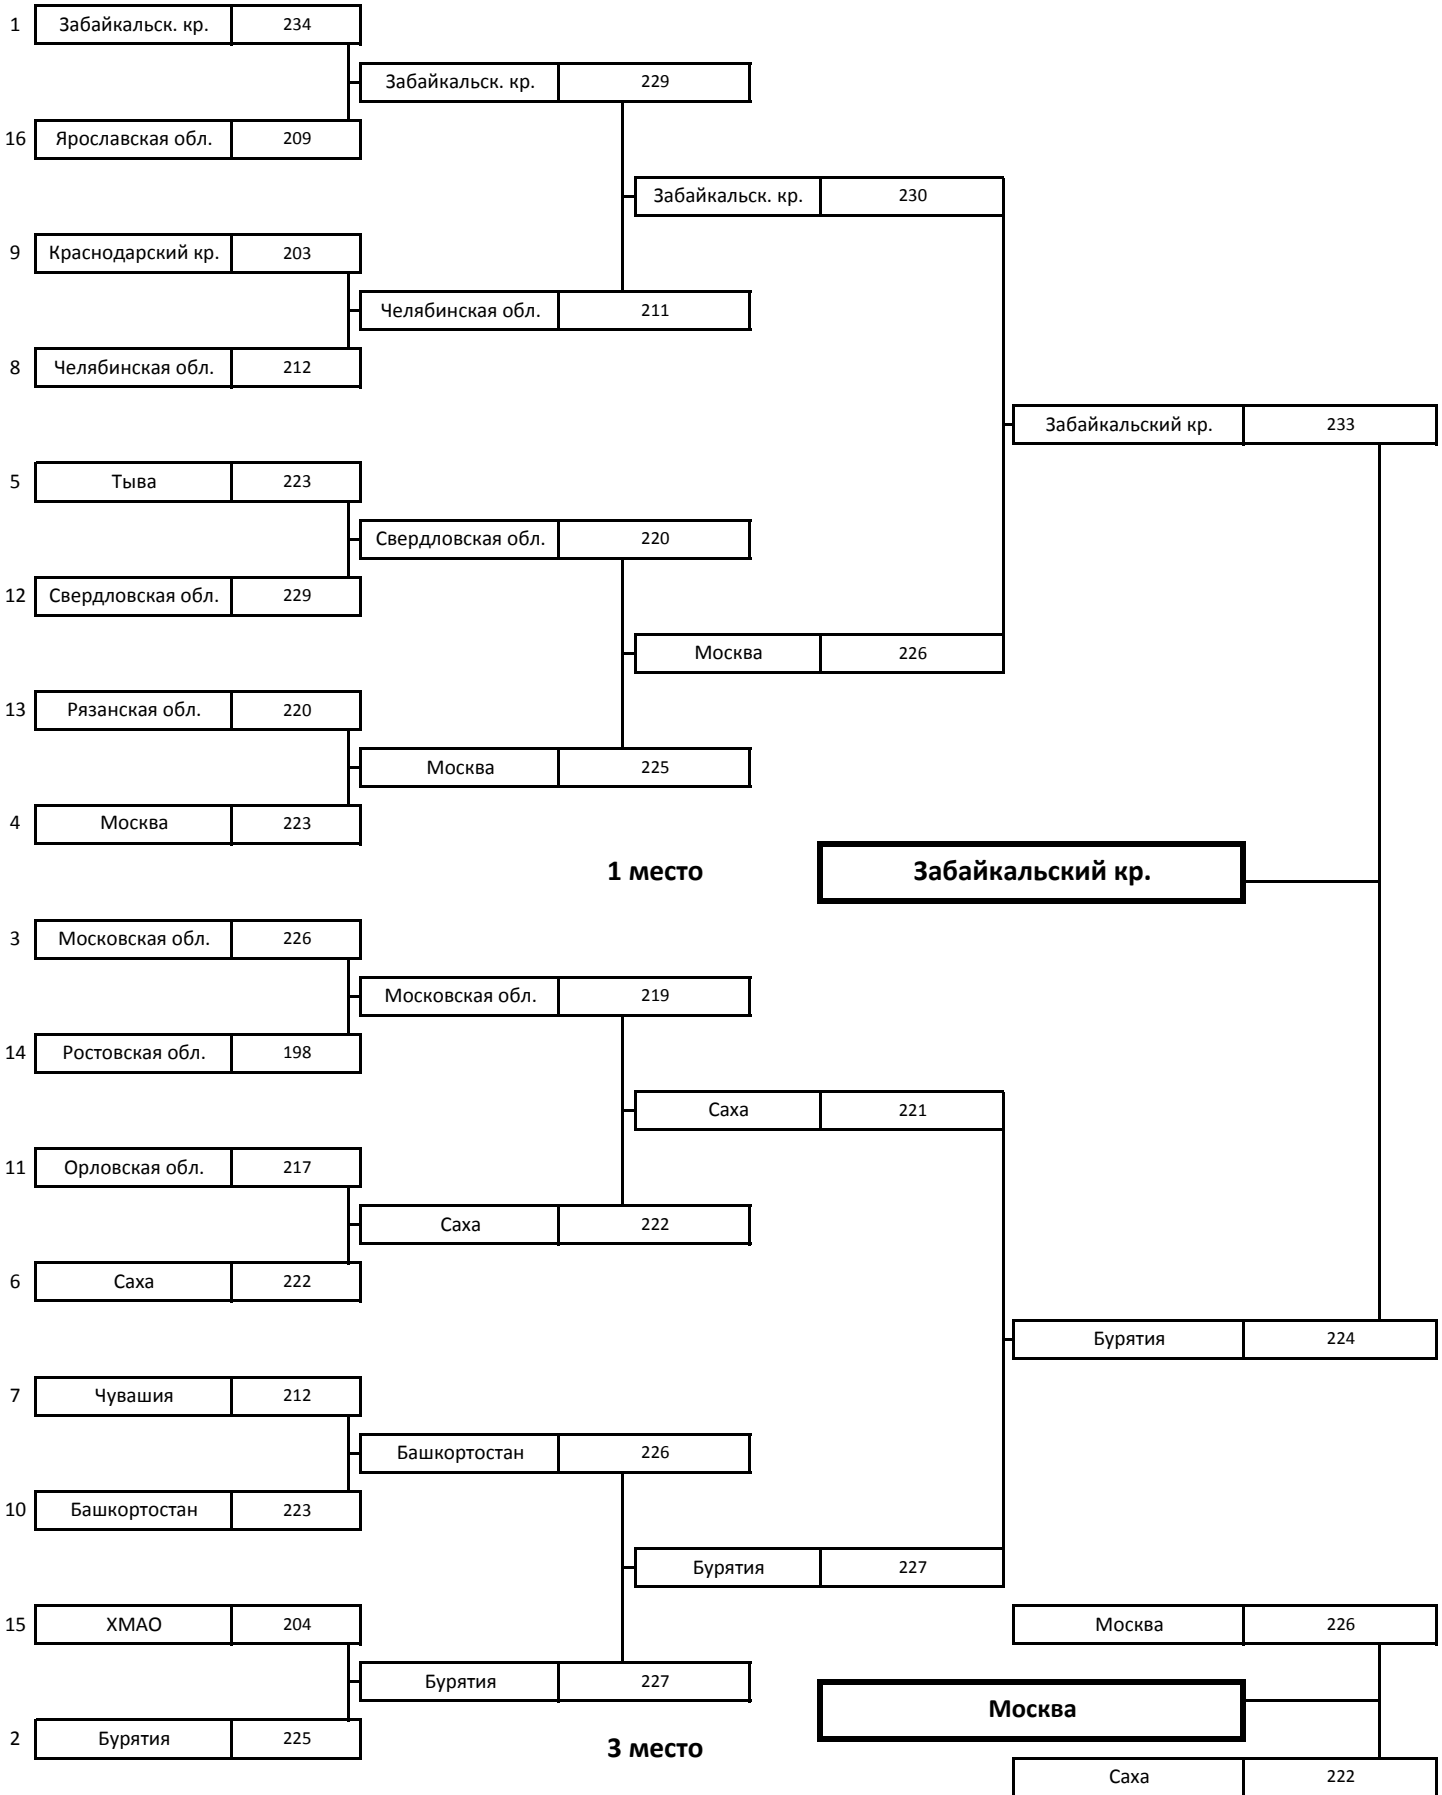 1 Забайкальск. кр. 234
Забайкальск. кр. 229
16 Ярославская обл. 209
Забайкальск. кр. 230
9 Краснодарский кр. 203
Челябинская обл. 211
8 Челябинская обл. 212
Забайкальский кр. 233
5 Тыва 223
Свердловская обл. 220
12 Свердловская обл. 229
Москва 226
13 Рязанская обл. 220
Москва 225
4 Москва 223
1 место Забайкальский кр.
3 Московская обл. 226
Московская обл. 219
14 Ростовская обл. 198
Саха 221
11 Орловская обл. 217
Саха 222
6 Саха 222
Бурятия 224
7 Чувашия 212
Башкортостан 226
10 Башкортостан 223
Бурятия 227
15 ХМАО 204 Москва 226
Бурятия 227
Москва
2 Бурятия 225
3 место
Саха 222